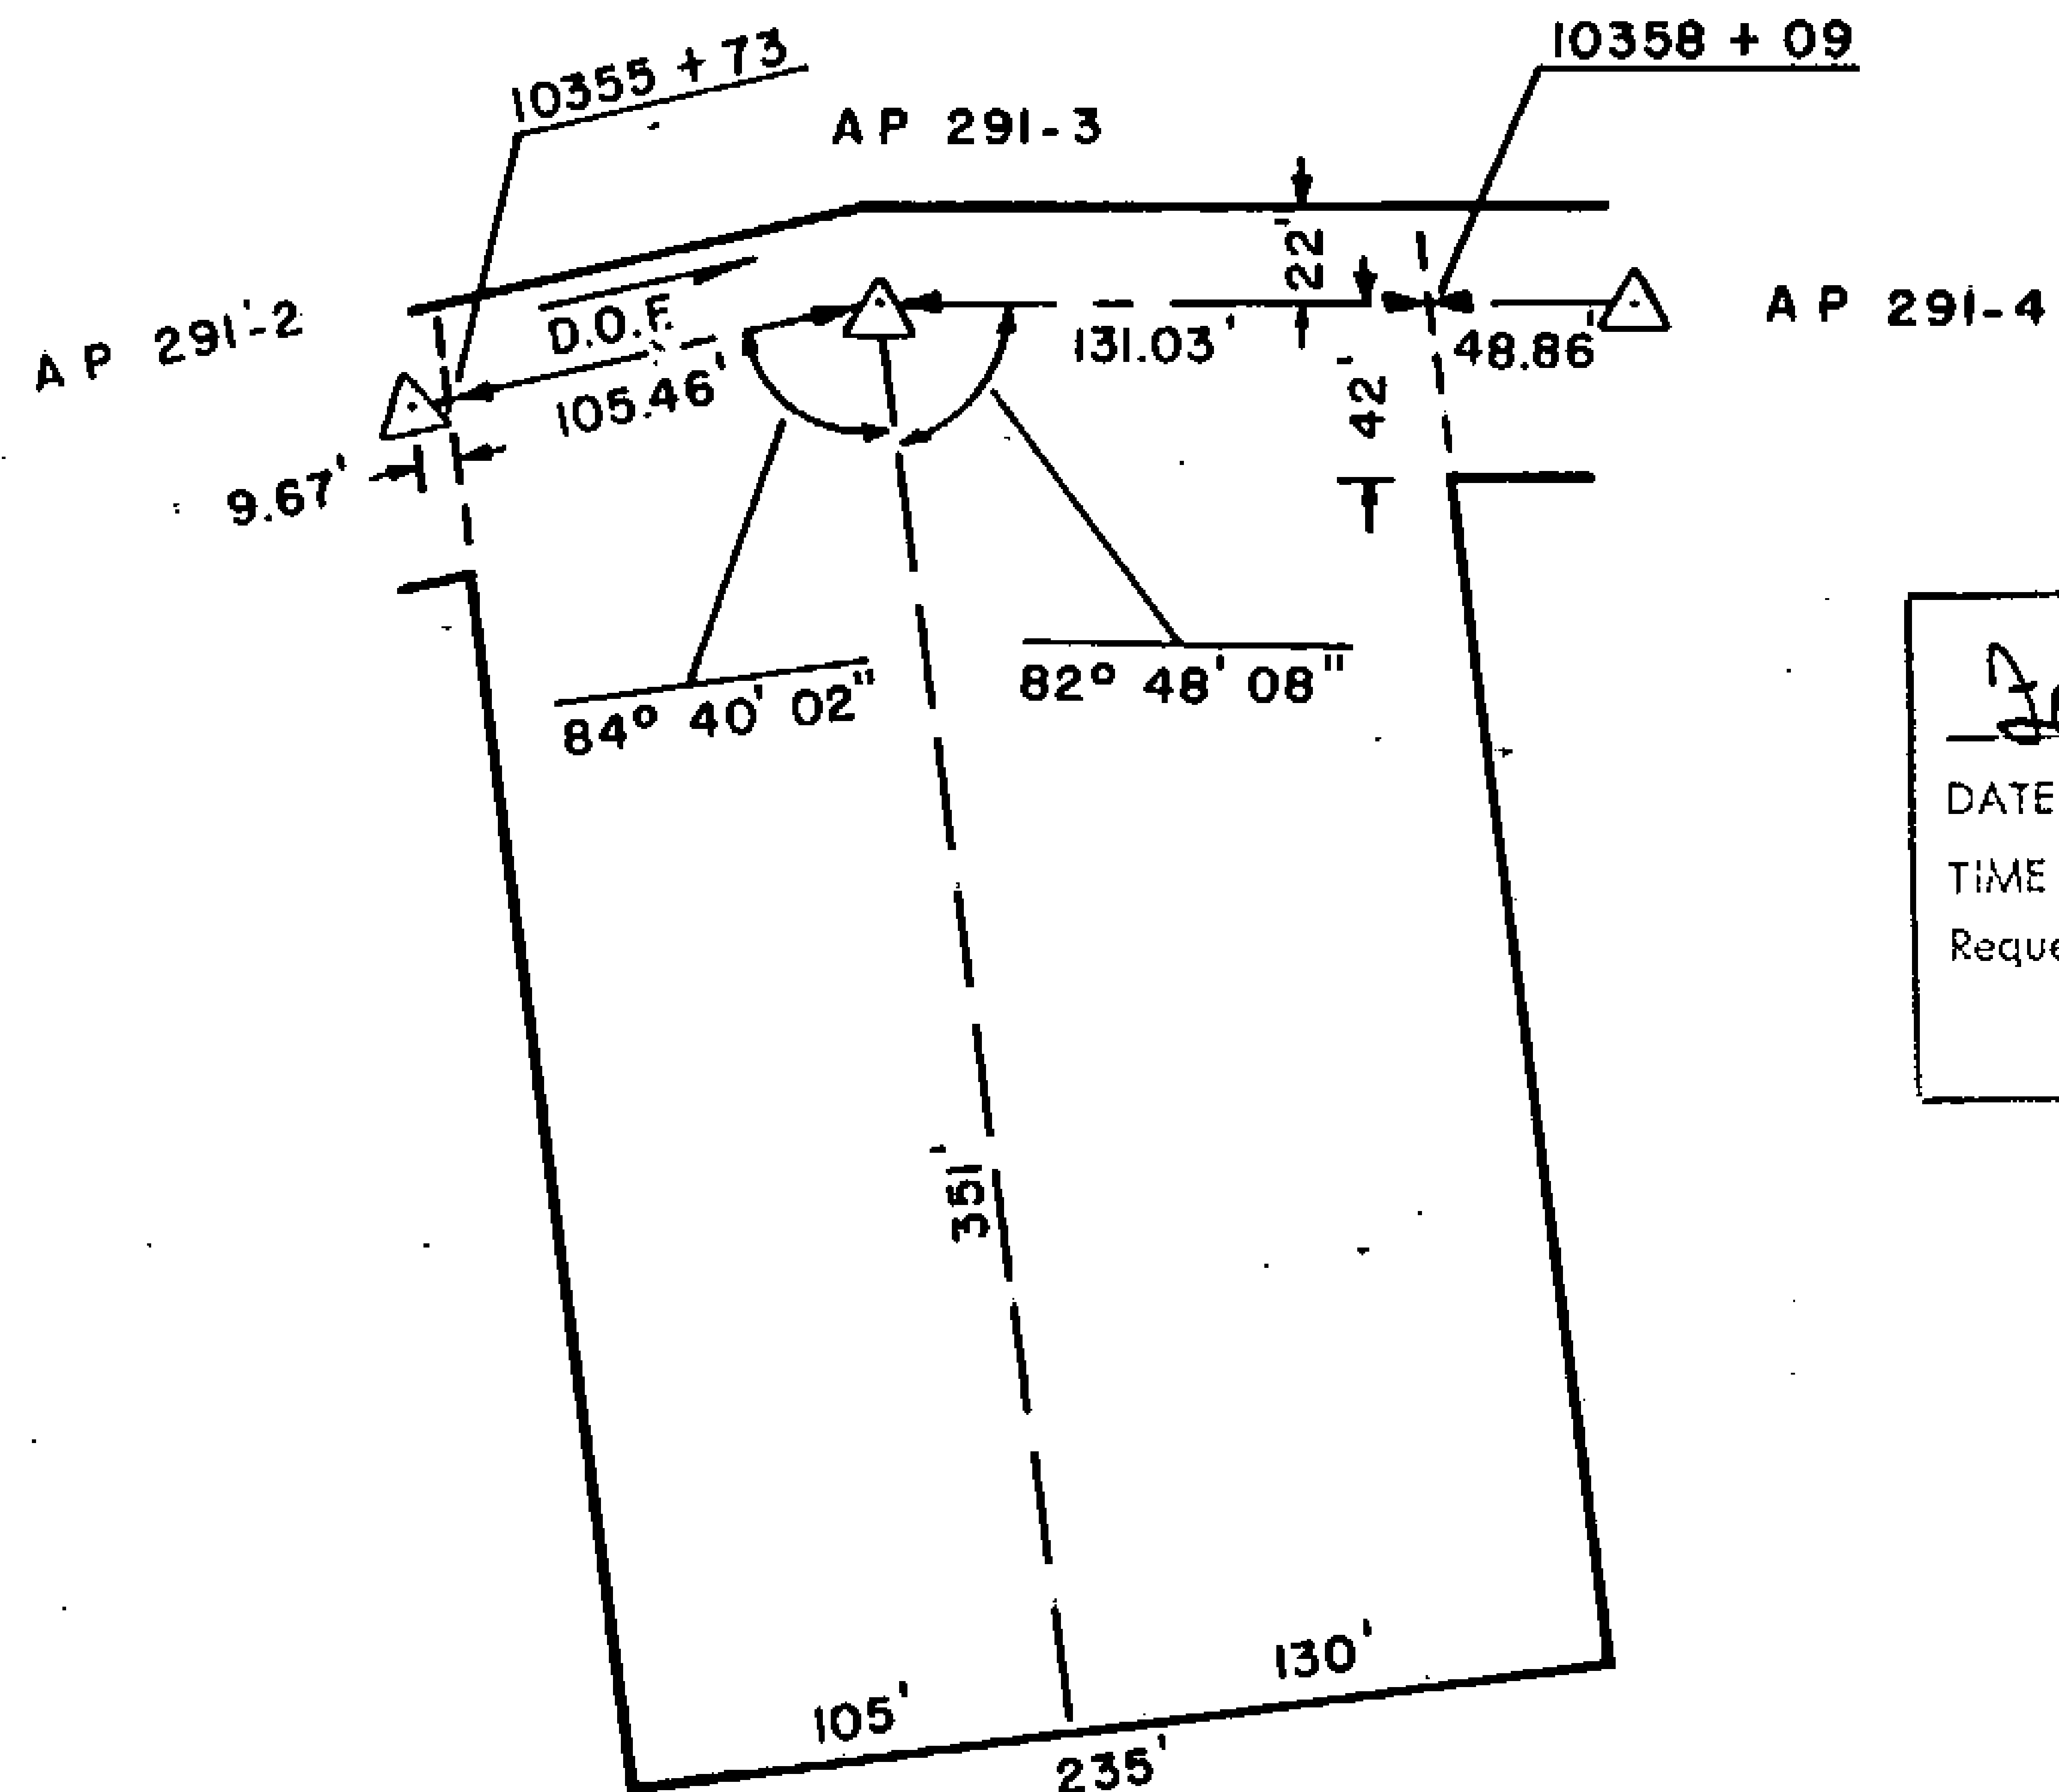 10355 + 73
10358 + 09
AP 291-3
22'
AP 291-2
D.O.F.
105.46'
131.03'
48.86'
AP 291-4
42'
9.67'
84° 40' 02"
82° 48' 08"
DATE
TIME
351'
130'
105'
235'